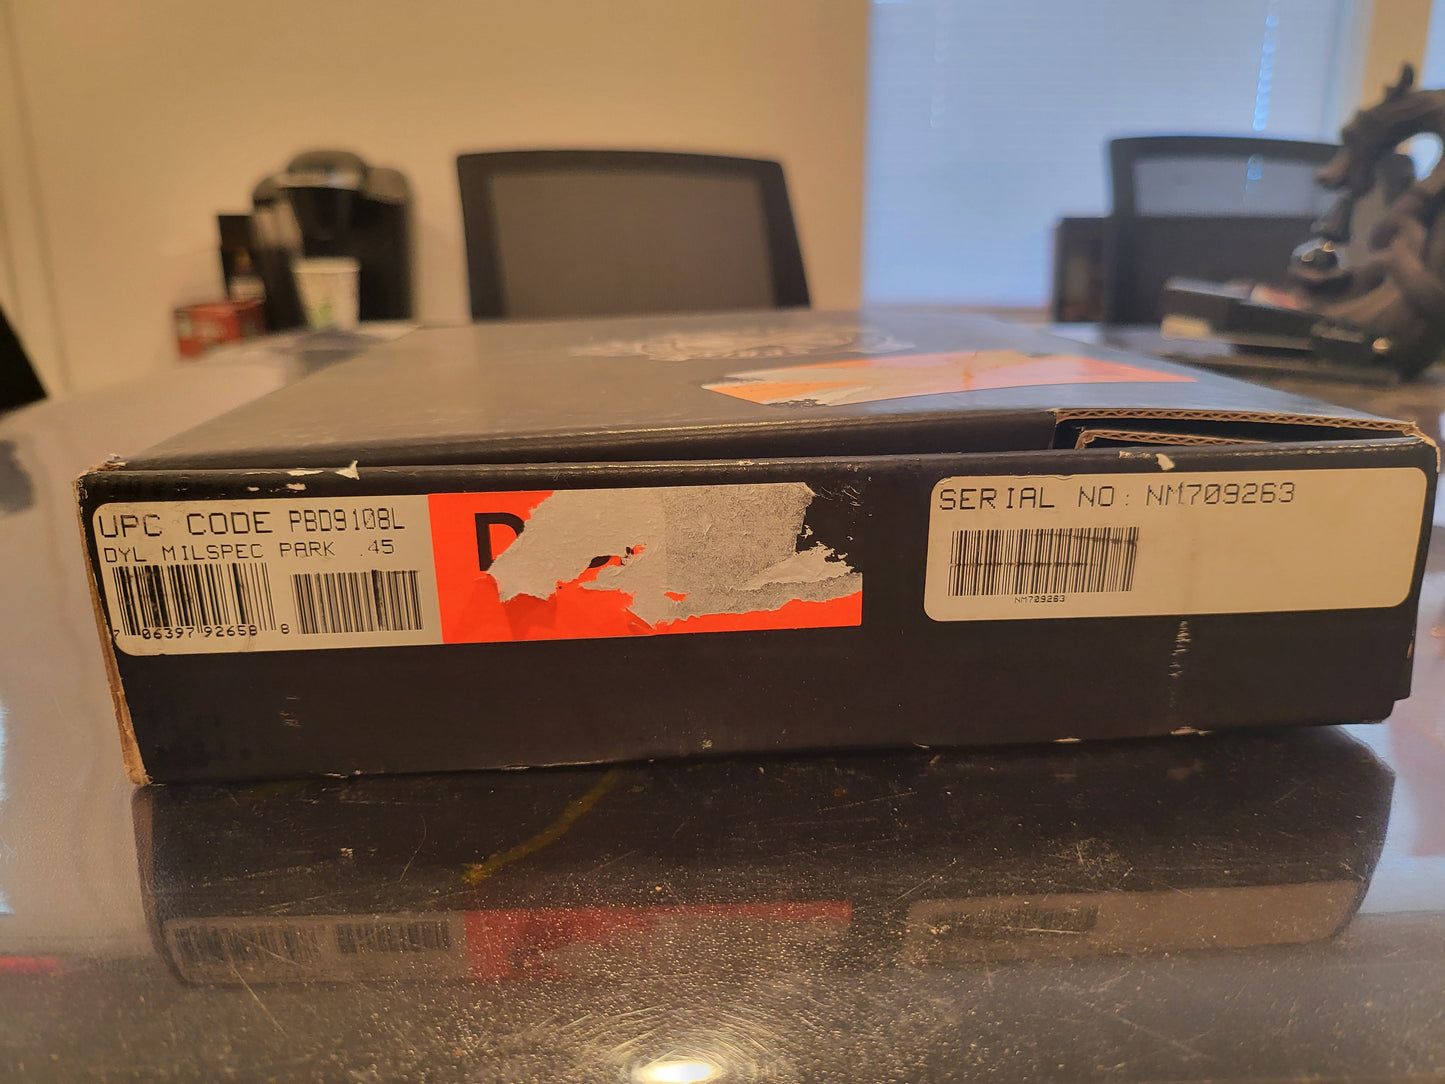 UPC CODE PBD9108L
DYL MILSPEC PARK .45
7 06397 92658 8
D
SERIAL NO: NM709263
NM709263